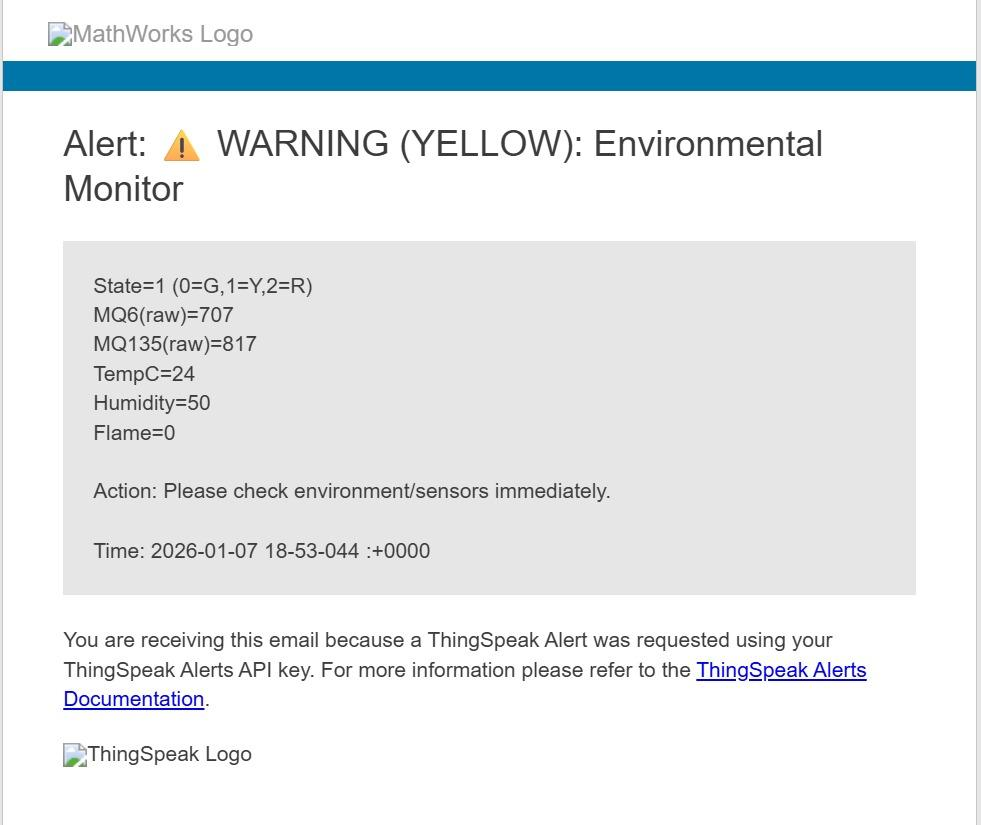 MathWorks Logo
Alert: ⚠️ WARNING (YELLOW): Environmental
Monitor
State=1 (0=G,1=Y,2=R)
MQ6(raw)=707
MQ135(raw)=817
TempC=24
Humidity=50
Flame=0
Action: Please check environment/sensors immediately.
Time: 2026-01-07 18-53-044 :+0000
You are receiving this email because a ThingSpeak Alert was requested using your
ThingSpeak Alerts API key. For more information please refer to the ThingSpeak Alerts
Documentation.
ThingSpeak Logo